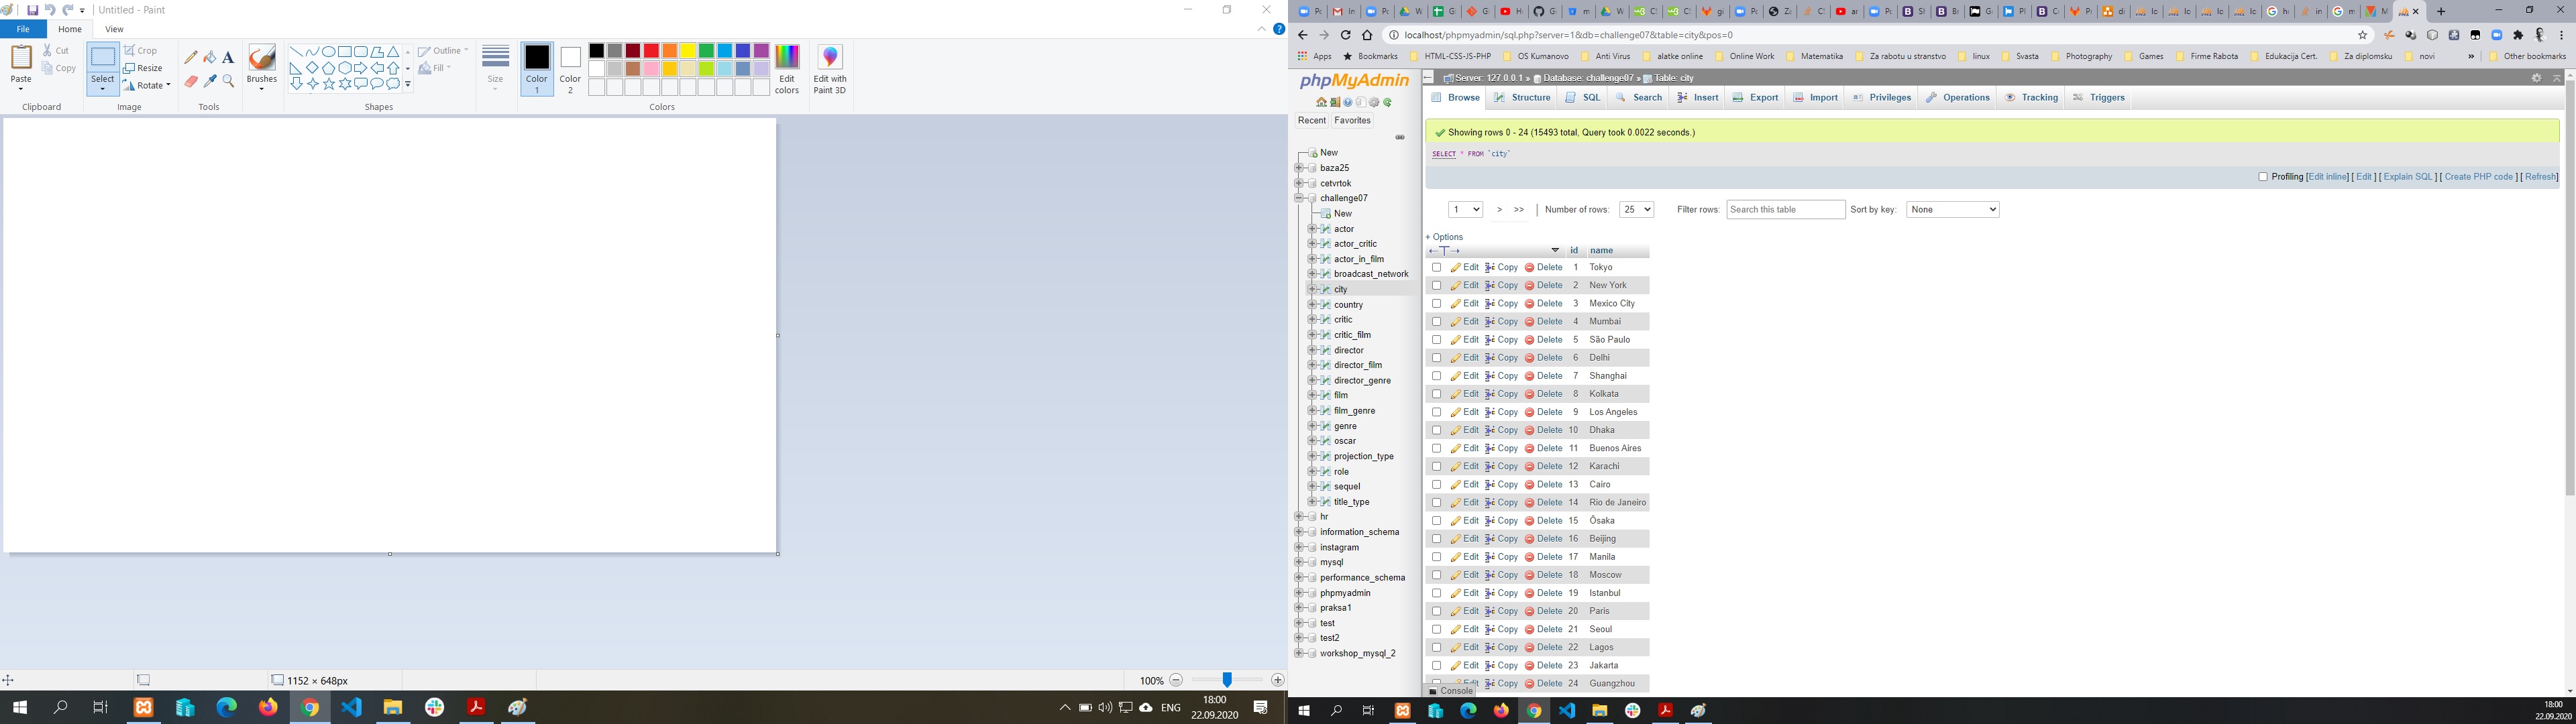 Untitled - Paint
File
Home
View
Paste
Cut
Copy
Clipboard
Select
Crop
Resize
Rotate
Image
Tools
Brushes
Outline
Fill
Shapes
Size
Color 1
Color 2
Edit colors
Edit with Paint 3D
Colors
1152 × 648px
100%
ENG
18:00
22.09.2020
localhost/phpmyadmin/sql.php?server=1&db=challenge07&table=city&pos=0
Apps
Bookmarks
HTML-CSS-JS-PHP
OS Kumanovo
Anti Virus
alatke online
Online Work
Matematika
Za rabotu u stranstvo
linux
Svasta
Photography
Games
Firme Rabota
Edukacija Cert.
Za diplomsku
novi
»
Other bookmarks
phpMyAdmin
Recent
Favorites
New
baza25
cetvrtok
challenge07
New
actor
actor_critic
actor_in_film
broadcast_network
city
country
critic
critic_film
director
director_film
director_genre
film
film_genre
genre
oscar
projection_type
role
sequel
title_type
hr
information_schema
instagram
mysql
performance_schema
phpmyadmin
praksa1
test
test2
workshop_mysql_2
Server: 127.0.0.1 » Database: challenge07 » Table: city
Browse
Structure
SQL
Search
Insert
Export
Import
Privileges
Operations
Tracking
Triggers
Showing rows 0 - 24 (15493 total, Query took 0.0022 seconds.)
SELECT * FROM `city`
Profiling [Edit inline] [ Edit ] [ Explain SQL ] [ Create PHP code ] [ Refresh]
1 > >> | Number of rows: 25 Filter rows: Search this table Sort by key: None
+ Options
←T→ id name
Edit Copy Delete 1 Tokyo
Edit Copy Delete 2 New York
Edit Copy Delete 3 Mexico City
Edit Copy Delete 4 Mumbai
Edit Copy Delete 5 São Paulo
Edit Copy Delete 6 Delhi
Edit Copy Delete 7 Shanghai
Edit Copy Delete 8 Kolkata
Edit Copy Delete 9 Los Angeles
Edit Copy Delete 10 Dhaka
Edit Copy Delete 11 Buenos Aires
Edit Copy Delete 12 Karachi
Edit Copy Delete 13 Cairo
Edit Copy Delete 14 Rio de Janeiro
Edit Copy Delete 15 Ōsaka
Edit Copy Delete 16 Beijing
Edit Copy Delete 17 Manila
Edit Copy Delete 18 Moscow
Edit Copy Delete 19 Istanbul
Edit Copy Delete 20 Paris
Edit Copy Delete 21 Seoul
Edit Copy Delete 22 Lagos
Edit Copy Delete 23 Jakarta
Edit Copy Delete 24 Guangzhou
Console
18:00
22.09.2020